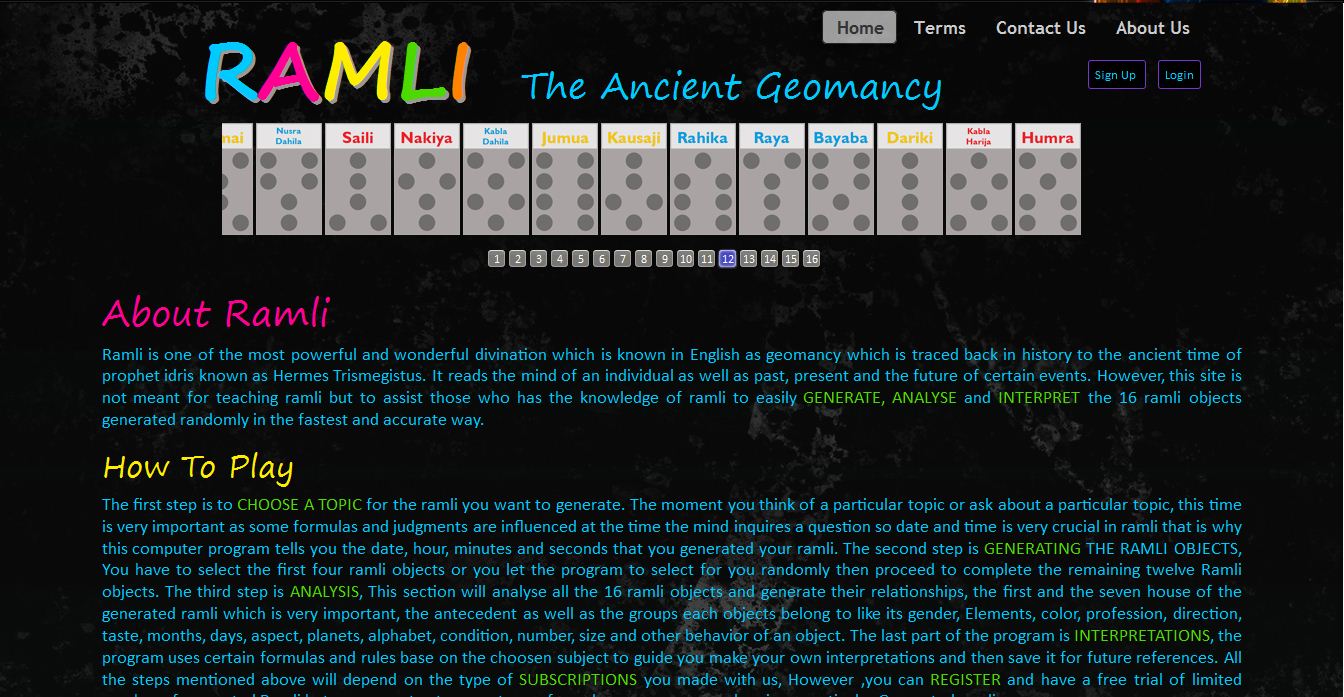 Home Terms Contact Us About Us
RAMLI
The Ancient Geomancy
Sign Up Login
nai Nusra Dahila Saili Nakiya Kabla Dahila Jumua Kausaji Rahika Raya Bayaba Dariki Kabla Harija Humra
1 2 3 4 5 6 7 8 9 10 11 12 13 14 15 16
About Ramli
Ramli is one of the most powerful and wonderful divination which is known in English as geomancy which is traced back in history to the ancient time of
prophet idris known as Hermes Trismegistus. It reads the mind of an individual as well as past, present and the future of certain events. However, this site is
not meant for teaching ramli but to assist those who has the knowledge of ramli to easily GENERATE, ANALYSE and INTERPRET the 16 ramli objects
generated randomly in the fastest and accurate way.
How To Play
The first step is to CHOOSE A TOPIC for the ramli you want to generate. The moment you think of a particular topic or ask about a particular topic, this time
is very important as some formulas and judgments are influenced at the time the mind inquires a question so date and time is very crucial in ramli that is why
this computer program tells you the date, hour, minutes and seconds that you generated your ramli. The second step is GENERATING THE RAMLI OBJECTS,
You have to select the first four ramli objects or you let the program to select for you randomly then proceed to complete the remaining twelve Ramli
objects. The third step is ANALYSIS, This section will analyse all the 16 ramli objects and generate their relationships, the first and the seven house of the
generated ramli which is very important, the antecedent as well as the groups each objects belong to like its gender, Elements, color, profession, direction,
taste, months, days, aspect, planets, alphabet, condition, number, size and other behavior of an object. The last part of the program is INTERPRETATIONS, the
program uses certain formulas and rules base on the choosen subject to guide you make your own interpretations and then save it for future references. All
the steps mentioned above will depend on the type of SUBSCRIPTIONS you made with us, However ,you can REGISTER and have a free trial of limited